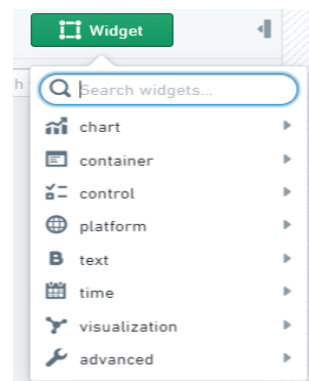 Widget
h
Search widgets...
chart
container
control
platform
B text
time
visualization
advanced